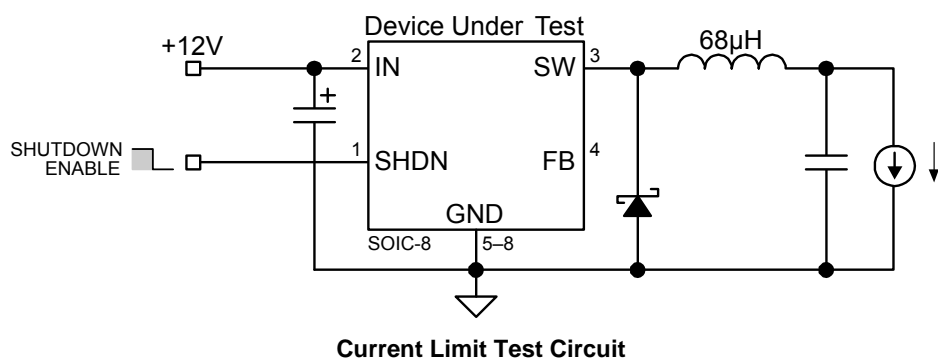 Device Under Test
+12V
2
IN
SW
3
68µH
+
SHUTDOWN
ENABLE
1
SHDN
FB
4
GND
SOIC-8
5–8
Current Limit Test Circuit